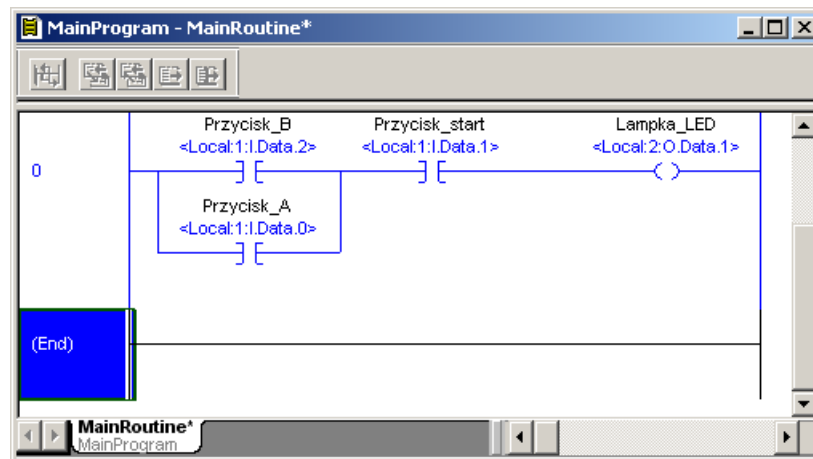 MainProgram - MainRoutine*
Przycisk_B Przycisk_start Lampka_LED
<Local:1:I.Data.2> <Local:1:I.Data.1> <Local:2:O.Data.1>
0
Przycisk_A
<Local:1:I.Data.0>
(End)
MainRoutine*
MainProgram